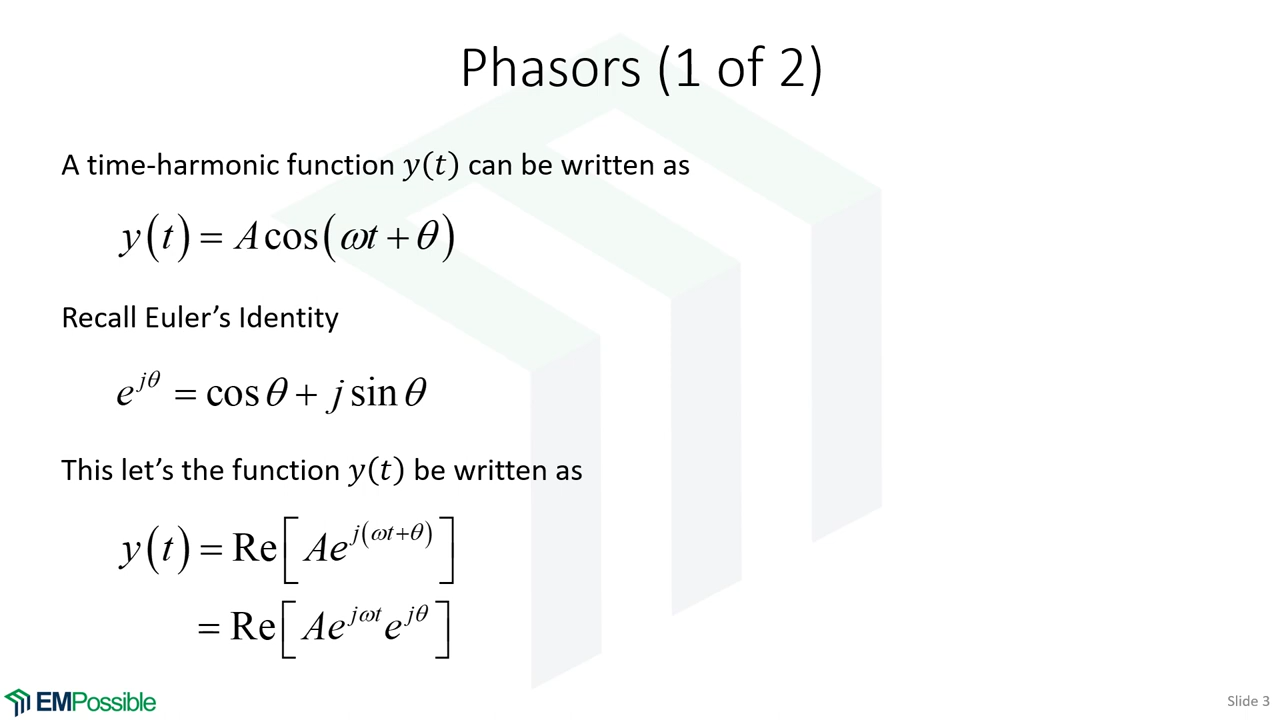 Phasors (1 of 2)
A time-harmonic function y(t) can be written as
y(t) = A cos(ωt + θ)
Recall Euler’s Identity
e^{jθ} = cos θ + j sin θ
This let’s the function y(t) be written as
y(t) = Re[Ae^{j(ωt+θ)}]
= Re[Ae^{jωt}e^{jθ}]
EMPossible
Slide 3